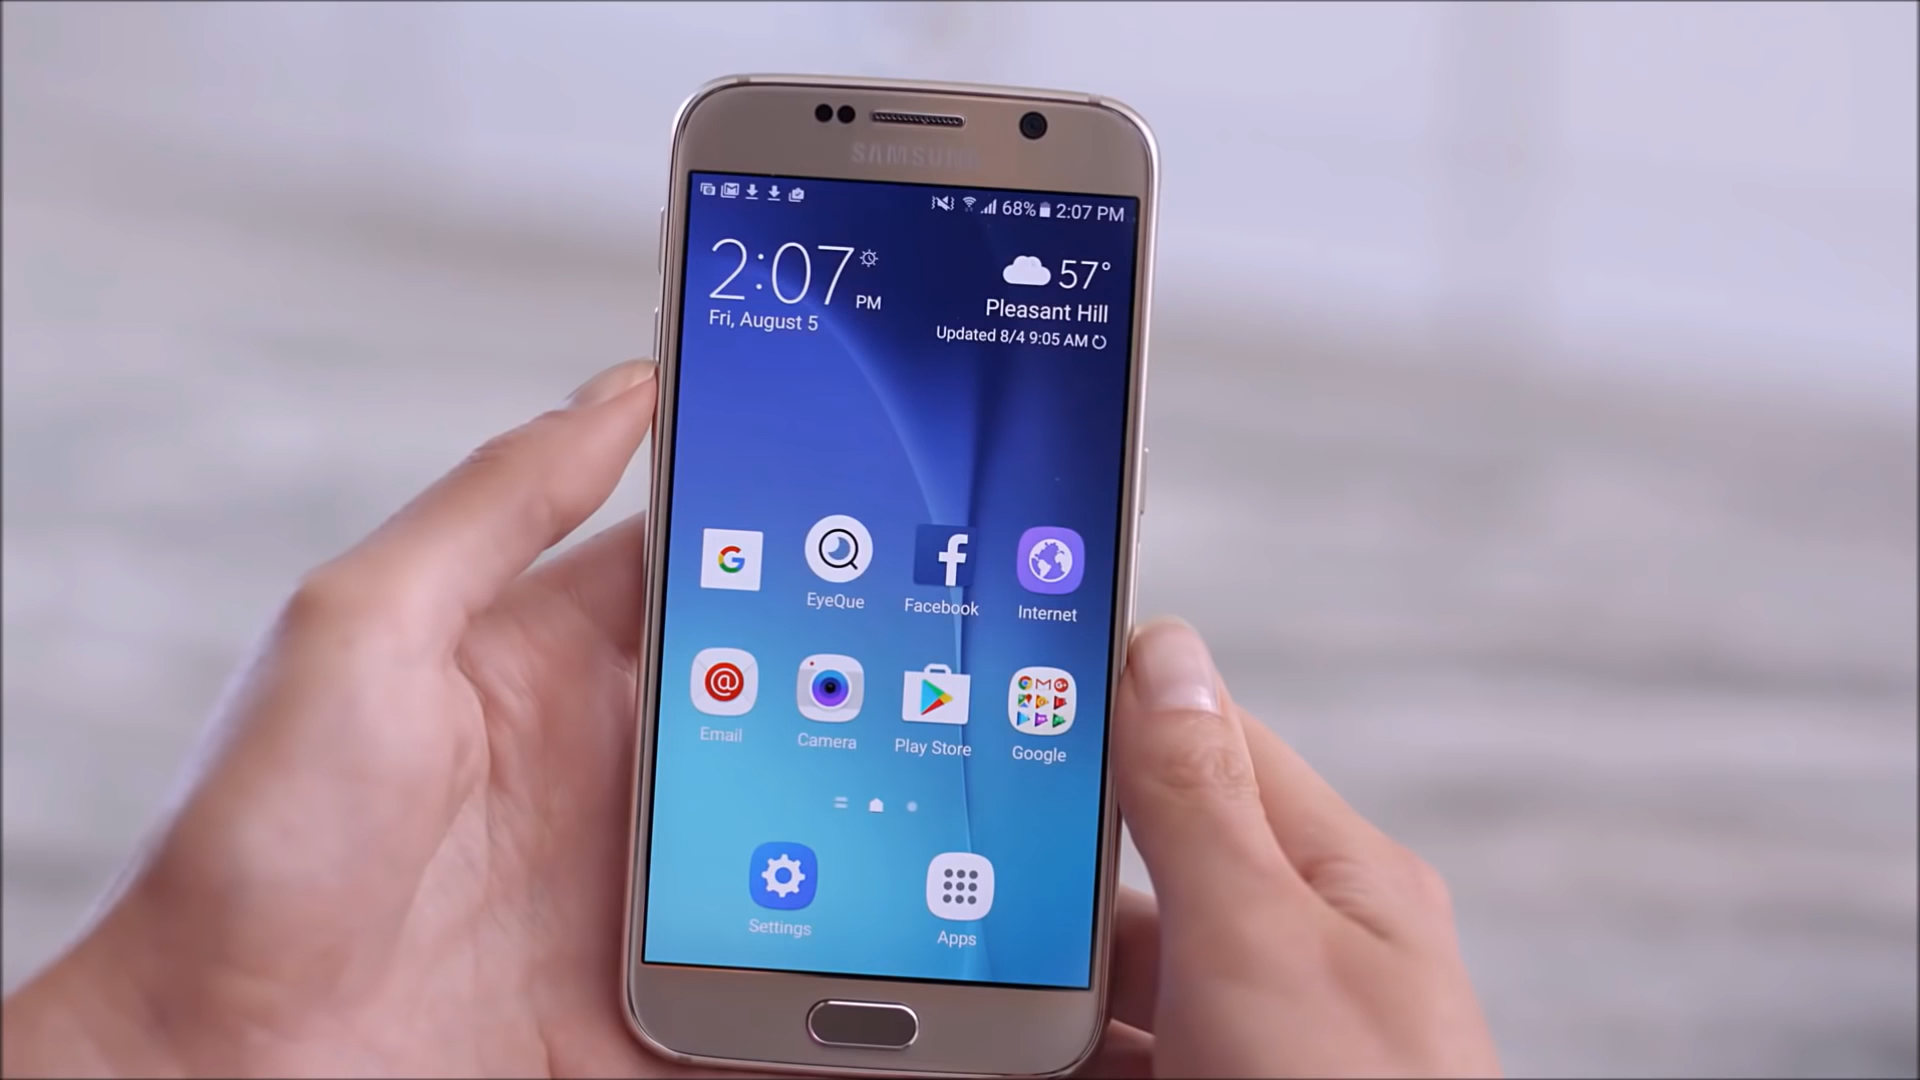 SAMSUNG
68% 2:07 PM
2:07 PM
57°
Fri, August 5
Pleasant Hill
Updated 8/4 9:05 AM
G
EyeQue
f
Facebook
Internet
@
Email
Camera
Play Store
Google
Settings
Apps